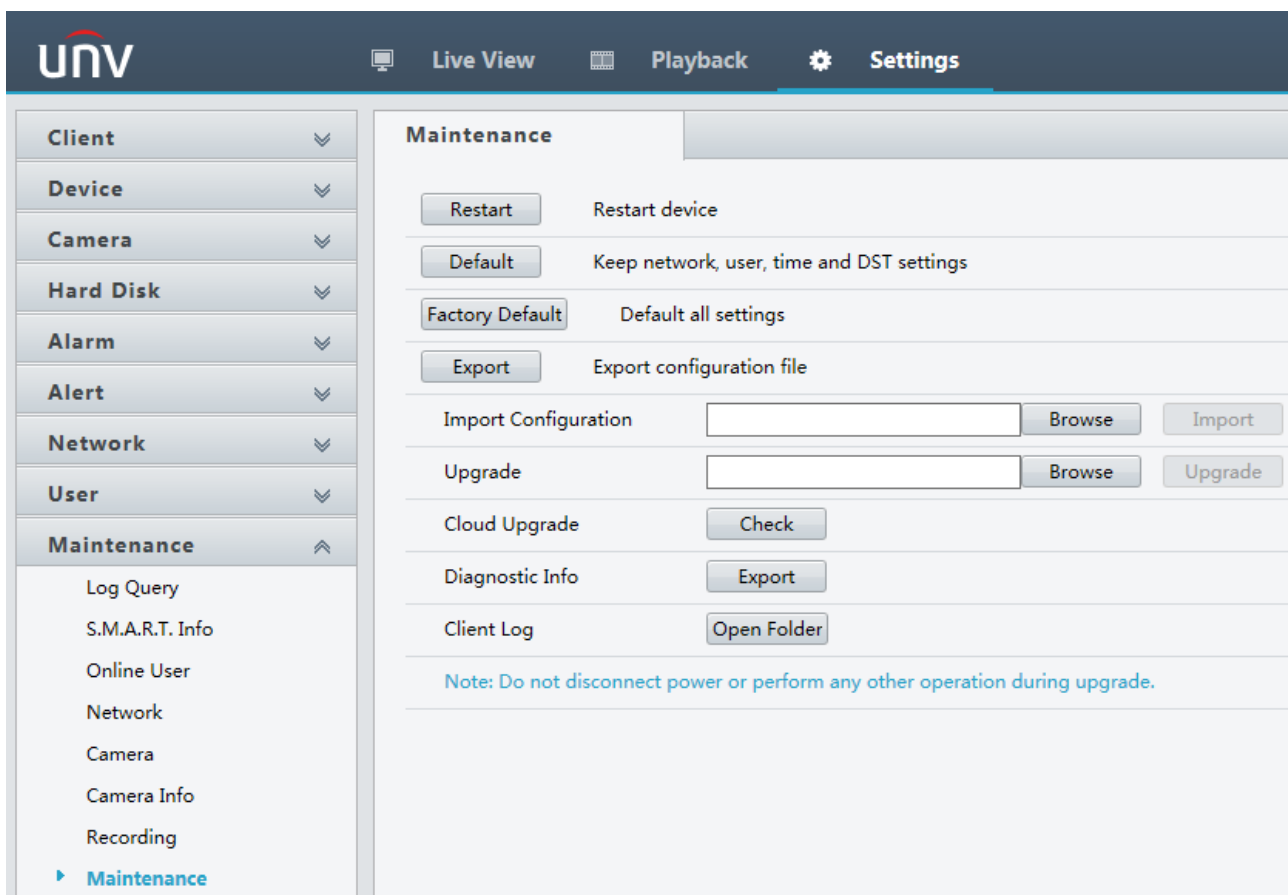 unv
Live View Playback Settings
Client
Device
Camera
Hard Disk
Alarm
Alert
Network
User
Maintenance
Log Query
S.M.A.R.T. Info
Online User
Network
Camera
Camera Info
Recording
Maintenance
Maintenance
Restart Restart device
Default Keep network, user, time and DST settings
Factory Default Default all settings
Export Export configuration file
Import Configuration Browse Import
Upgrade Browse Upgrade
Cloud Upgrade Check
Diagnostic Info Export
Client Log Open Folder
Note: Do not disconnect power or perform any other operation during upgrade.